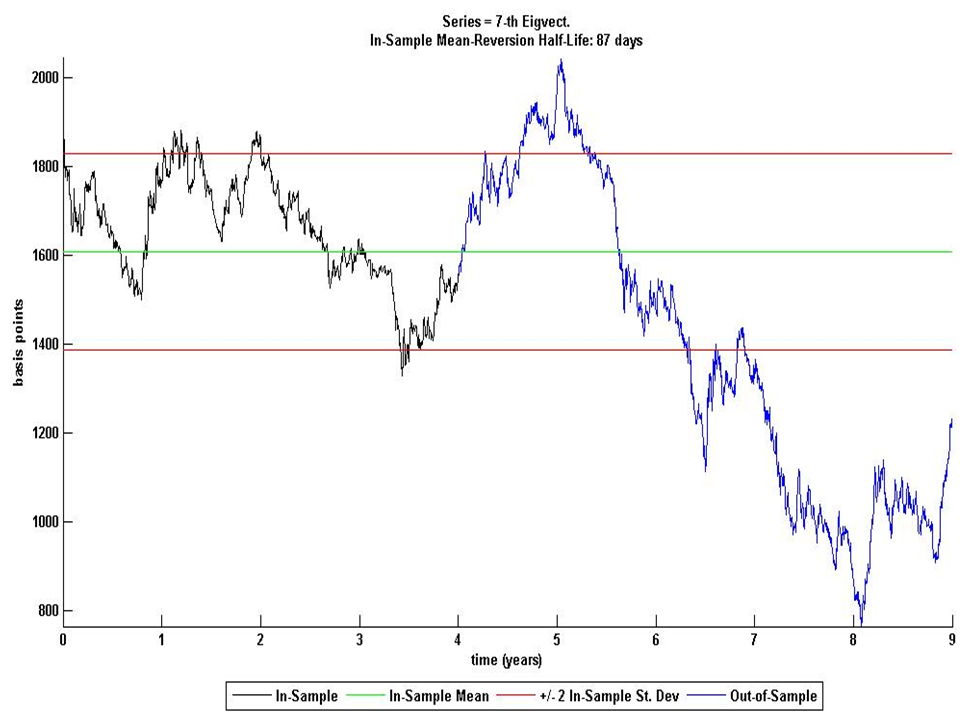 Series = 7-th Eigvect.
In-Sample Mean-Reversion Half-Life: 87 days
basis points
2000
1800
1600
1400
1200
1000
800
0 1 2 3 4 5 6 7 8 9
time (years)
In-Sample In-Sample Mean +/- 2 In-Sample St. Dev Out-of-Sample